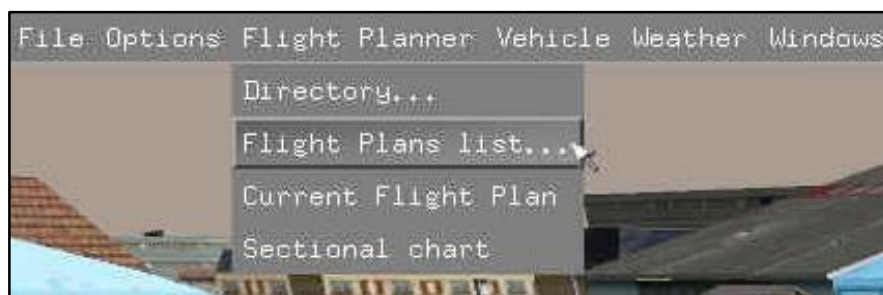 File Options Flight Planner Vehicle Weather Windows
Directory...
Flight Plans list...
Current Flight Plan
Sectional chart